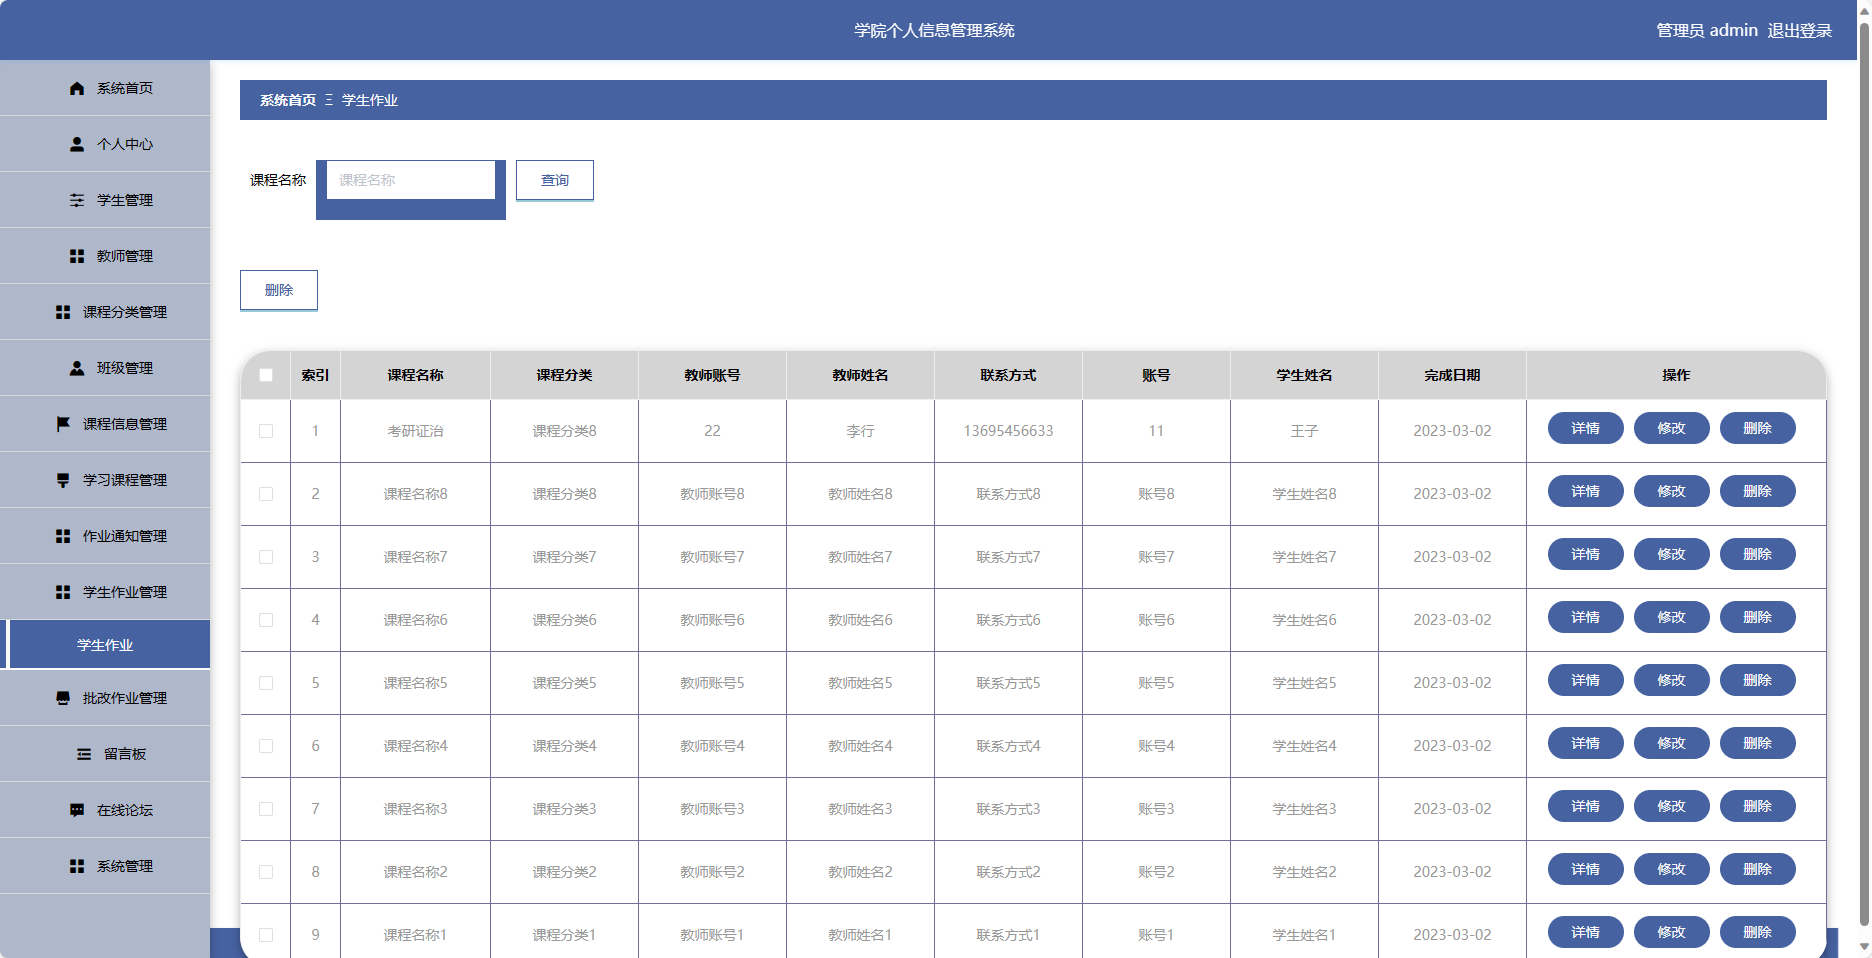 学院个人信息管理系统
管理员 admin 退出登录
系统首页
个人中心
学生管理
教师管理
课程分类管理
班级管理
课程信息管理
学习课程管理
作业通知管理
学生作业管理
学生作业
批改作业管理
留言板
在线论坛
系统管理
系统首页 Ξ 学生作业
课程名称 课程名称 查询
删除
索引 课程名称 课程分类 教师账号 教师姓名 联系方式 账号 学生姓名 完成日期 操作
1 考研证治 课程分类8 22 李行 13695456633 11 王子 2023-03-02 详情 修改 删除
2 课程名称8 课程分类8 教师账号8 教师姓名8 联系方式8 账号8 学生姓名8 2023-03-02 详情 修改 删除
3 课程名称7 课程分类7 教师账号7 教师姓名7 联系方式7 账号7 学生姓名7 2023-03-02 详情 修改 删除
4 课程名称6 课程分类6 教师账号6 教师姓名6 联系方式6 账号6 学生姓名6 2023-03-02 详情 修改 删除
5 课程名称5 课程分类5 教师账号5 教师姓名5 联系方式5 账号5 学生姓名5 2023-03-02 详情 修改 删除
6 课程名称4 课程分类4 教师账号4 教师姓名4 联系方式4 账号4 学生姓名4 2023-03-02 详情 修改 删除
7 课程名称3 课程分类3 教师账号3 教师姓名3 联系方式3 账号3 学生姓名3 2023-03-02 详情 修改 删除
8 课程名称2 课程分类2 教师账号2 教师姓名2 联系方式2 账号2 学生姓名2 2023-03-02 详情 修改 删除
9 课程名称1 课程分类1 教师账号1 教师姓名1 联系方式1 账号1 学生姓名1 2023-03-02 详情 修改 删除